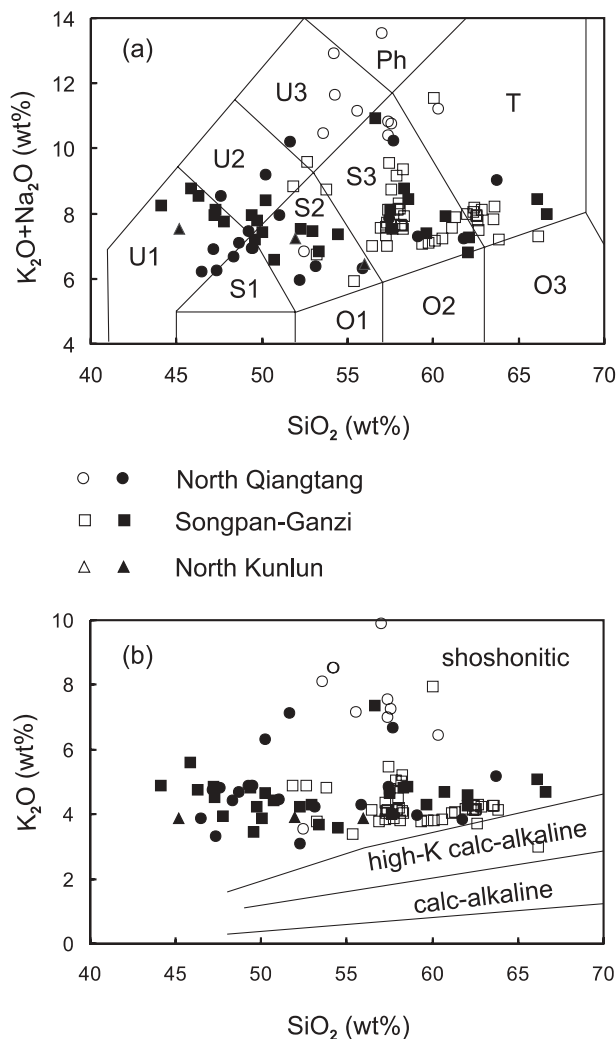 14
12
10
8
6
4
K₂O+Na₂O (wt%)
(a)
Ph
U3
T
U2
S3
S2
U1
S1
O1
O2
O3
40 45 50 55 60 65 70
SiO₂ (wt%)
North Qiangtang
Songpan-Ganzi
North Kunlun
10
8
6
4
2
0
K₂O (wt%)
(b)
shoshonitic
high-K calc-alkaline
calc-alkaline
40 45 50 55 60 65 70
SiO₂ (wt%)